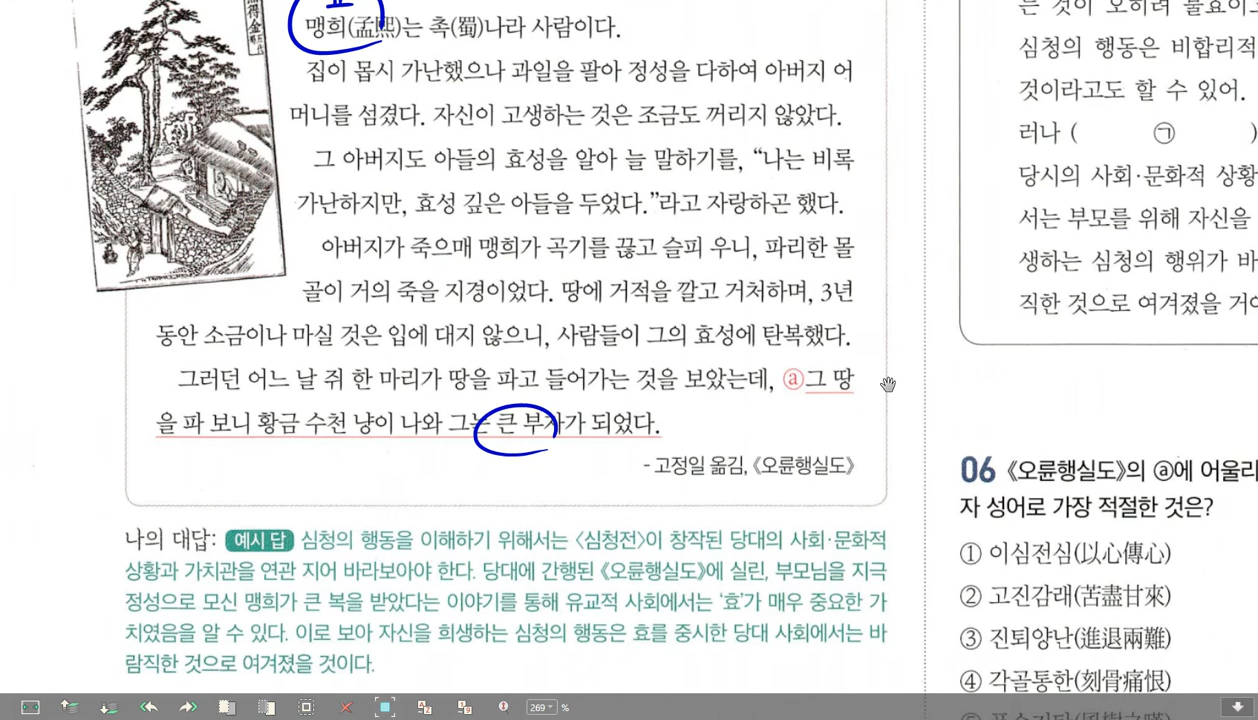 효
맹희(孟熙)는 촉(蜀)나라 사람이다.
집이 몹시 가난했으나 과일을 팔아 정성을 다하여 아버지 어
머니를 섬겼다. 자신이 고생하는 것은 조금도 꺼리지 않았다.
그 아버지도 아들의 효성을 알아 늘 말하기를, “나는 비록
가난하지만, 효성 깊은 아들을 두었다.”라고 자랑하곤 했다.
아버지가 죽으매 맹희가 곡기를 끊고 슬피 우니, 파리한 몰
골이 거의 죽을 지경이었다. 땅에 거적을 깔고 거처하며, 3년
동안 소금이나 마실 것은 입에 대지 않으니, 사람들이 그의 효성에 탄복했다.
그러던 어느 날 쥐 한 마리가 땅을 파고 들어가는 것을 보았는데, ⓐ그 땅
을 파 보니 황금 수천 냥이 나와 그는 큰 부자가 되었다.
- 고정일 옮김, 《오륜행실도》
나의 대답: 예시 답 심청의 행동을 이해하기 위해서는 〈심청전〉이 창작된 당대의 사회·문화적
상황과 가치관을 연관 지어 바라보아야 한다. 당대에 간행된 《오륜행실도》에 실린, 부모님을 지극
정성으로 모신 맹희가 큰 복을 받았다는 이야기를 통해 유교적 사회에서는 ‘효’가 매우 중요한 가
치였음을 알 수 있다. 이로 보아 자신을 희생하는 심청의 행동은 효를 중시한 당대 사회에서는 바
람직한 것으로 여겨졌을 것이다.
는 것이 오히려 불효이고
심청의 행동은 비합리적
것이라고도 할 수 있어.
러나 ( ㉠ )
당시의 사회·문화적 상황
서는 부모를 위해 자신을
생하는 심청의 행위가 바
직한 것으로 여겨졌을 거야
06 《오륜행실도》의 ⓐ에 어울리
자 성어로 가장 적절한 것은?
① 이심전심(以心傳心)
② 고진감래(苦盡甘來)
③ 진퇴양난(進退兩難)
④ 각골통한(刻骨痛恨)
269 %